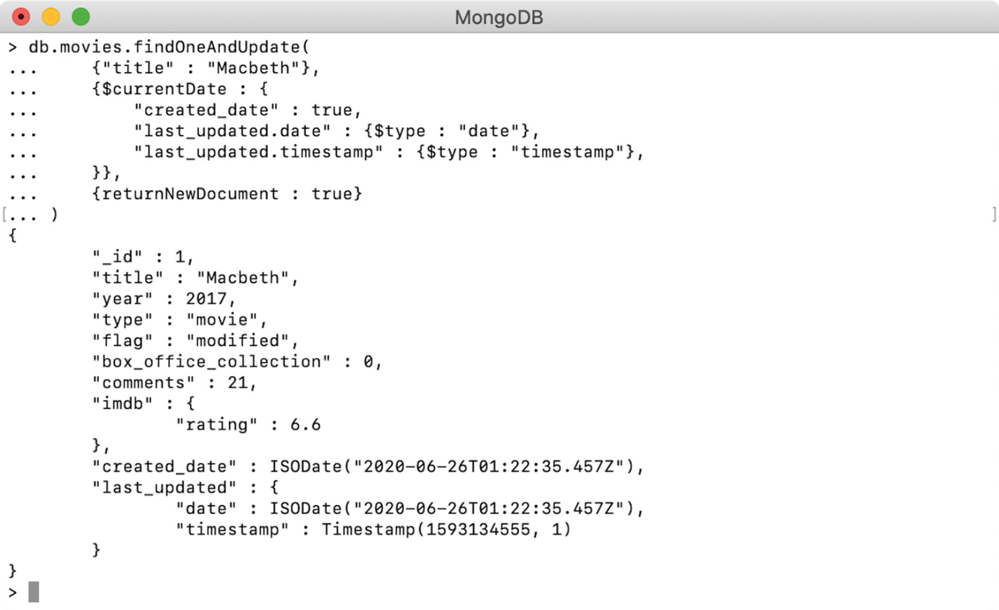 MongoDB
> db.movies.findOneAndUpdate(
...     {"title" : "Macbeth"},
...     {$currentDate : {
...         "created_date" : true,
...         "last_updated.date" : {$type : "date"},
...         "last_updated.timestamp" : {$type : "timestamp"},
...     }},
...     {returnNewDocument : true}
[... ) ]
{
        "_id" : 1,
        "title" : "Macbeth",
        "year" : 2017,
        "type" : "movie",
        "flag" : "modified",
        "box_office_collection" : 0,
        "comments" : 21,
        "imdb" : {
                "rating" : 6.6
        },
        "created_date" : ISODate("2020-06-26T01:22:35.457Z"),
        "last_updated" : {
                "date" : ISODate("2020-06-26T01:22:35.457Z"),
                "timestamp" : Timestamp(1593134555, 1)
        }
}
>